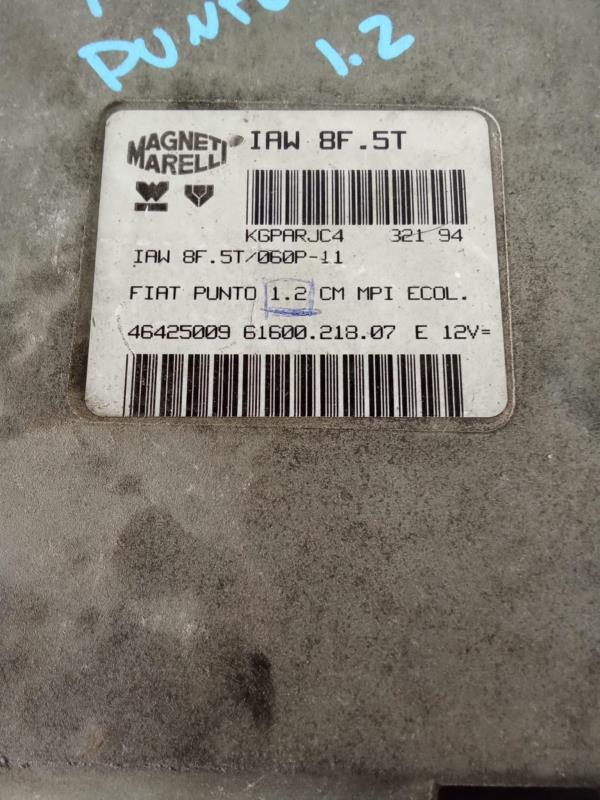 PUNTO
1.2
MAGNETI MARELLI
IAW 8F.5T
KGPARJC4 321 94
IAW 8F.5T/060P-11
FIAT PUNTO 1.2 CM MPI ECOL.
46425009 61600.218.07 E 12V=